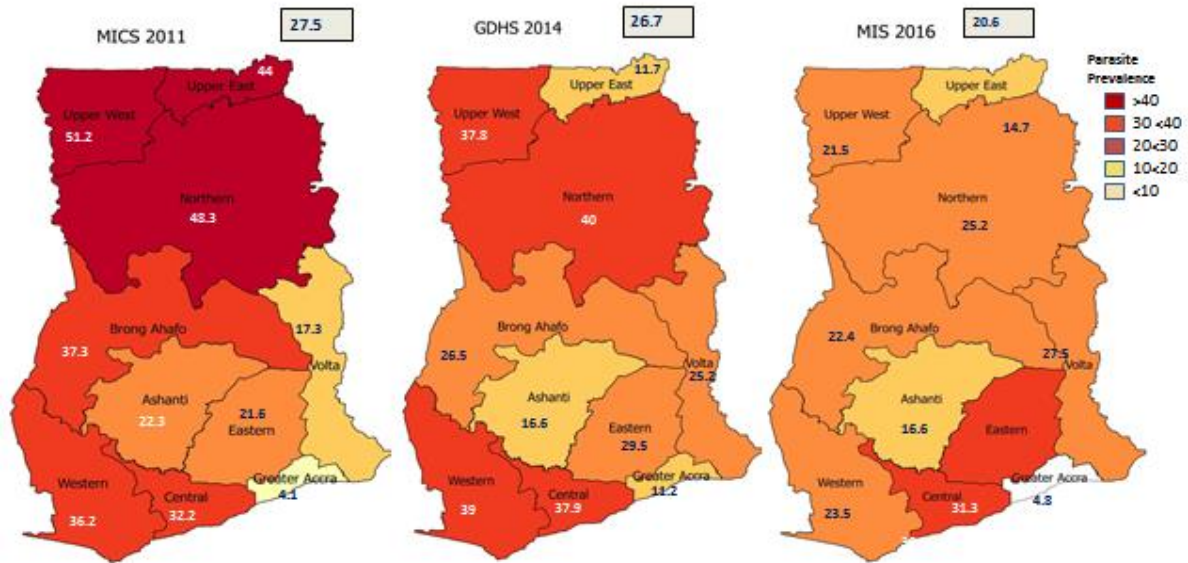 MICS 2011
27.5
44
Upper East
Upper West
51.2
Northern
48.3
17.3
Brong Ahafo
37.3
Volta
Ashanti
21.6
22.3
Eastern
Greater Accra
4.1
Western
Central
36.2
32.2
GDHS 2014
26.7
11.7
Upper East
Upper West
37.8
Northern
40
Brong Ahafo
26.5
Volta
25.2
Ashanti
16.6
Eastern
29.5
Greater Accra
11.2
Western
Central
39
37.9
MIS 2016
20.6
Upper East
Upper West
14.7
21.5
Northern
25.2
Brong Ahafo
22.4
27.5
Volta
Ashanti
16.6
Eastern
Greater Accra
4.8
Western
Central
23.5
31.3
Parasite
Prevalence
>40
30 <40
20<30
10<20
<10